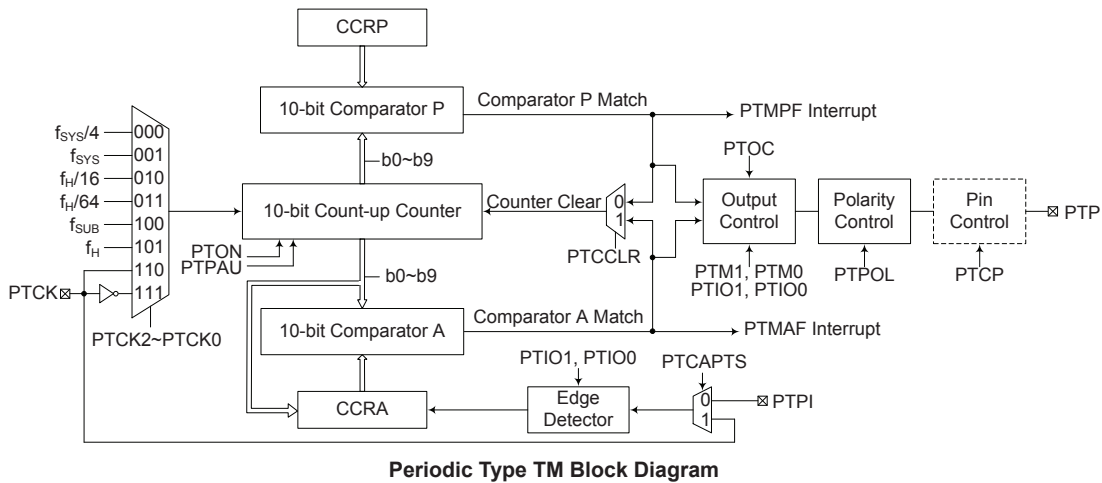 CCRP
10-bit Comparator P
Comparator P Match
PTMPF Interrupt
b0~b9
PTOC
fSYS/4
000
fSYS
001
fH/16
010
fH/64
011
fSUB
100
fH
101
110
111
PTCK
PTCK2~PTCK0
10-bit Count-up Counter
Counter Clear
0
1
PTCCLR
PTON
PTPAU
Output
Control
PTM1, PTM0
PTIO1, PTIO0
Polarity
Control
PTPOL
Pin
Control
PTCP
PTP
b0~b9
10-bit Comparator A
Comparator A Match
PTMAF Interrupt
PTIO1, PTIO0
PTCAPTS
CCRA
Edge
Detector
0
1
PTPI
Periodic Type TM Block Diagram